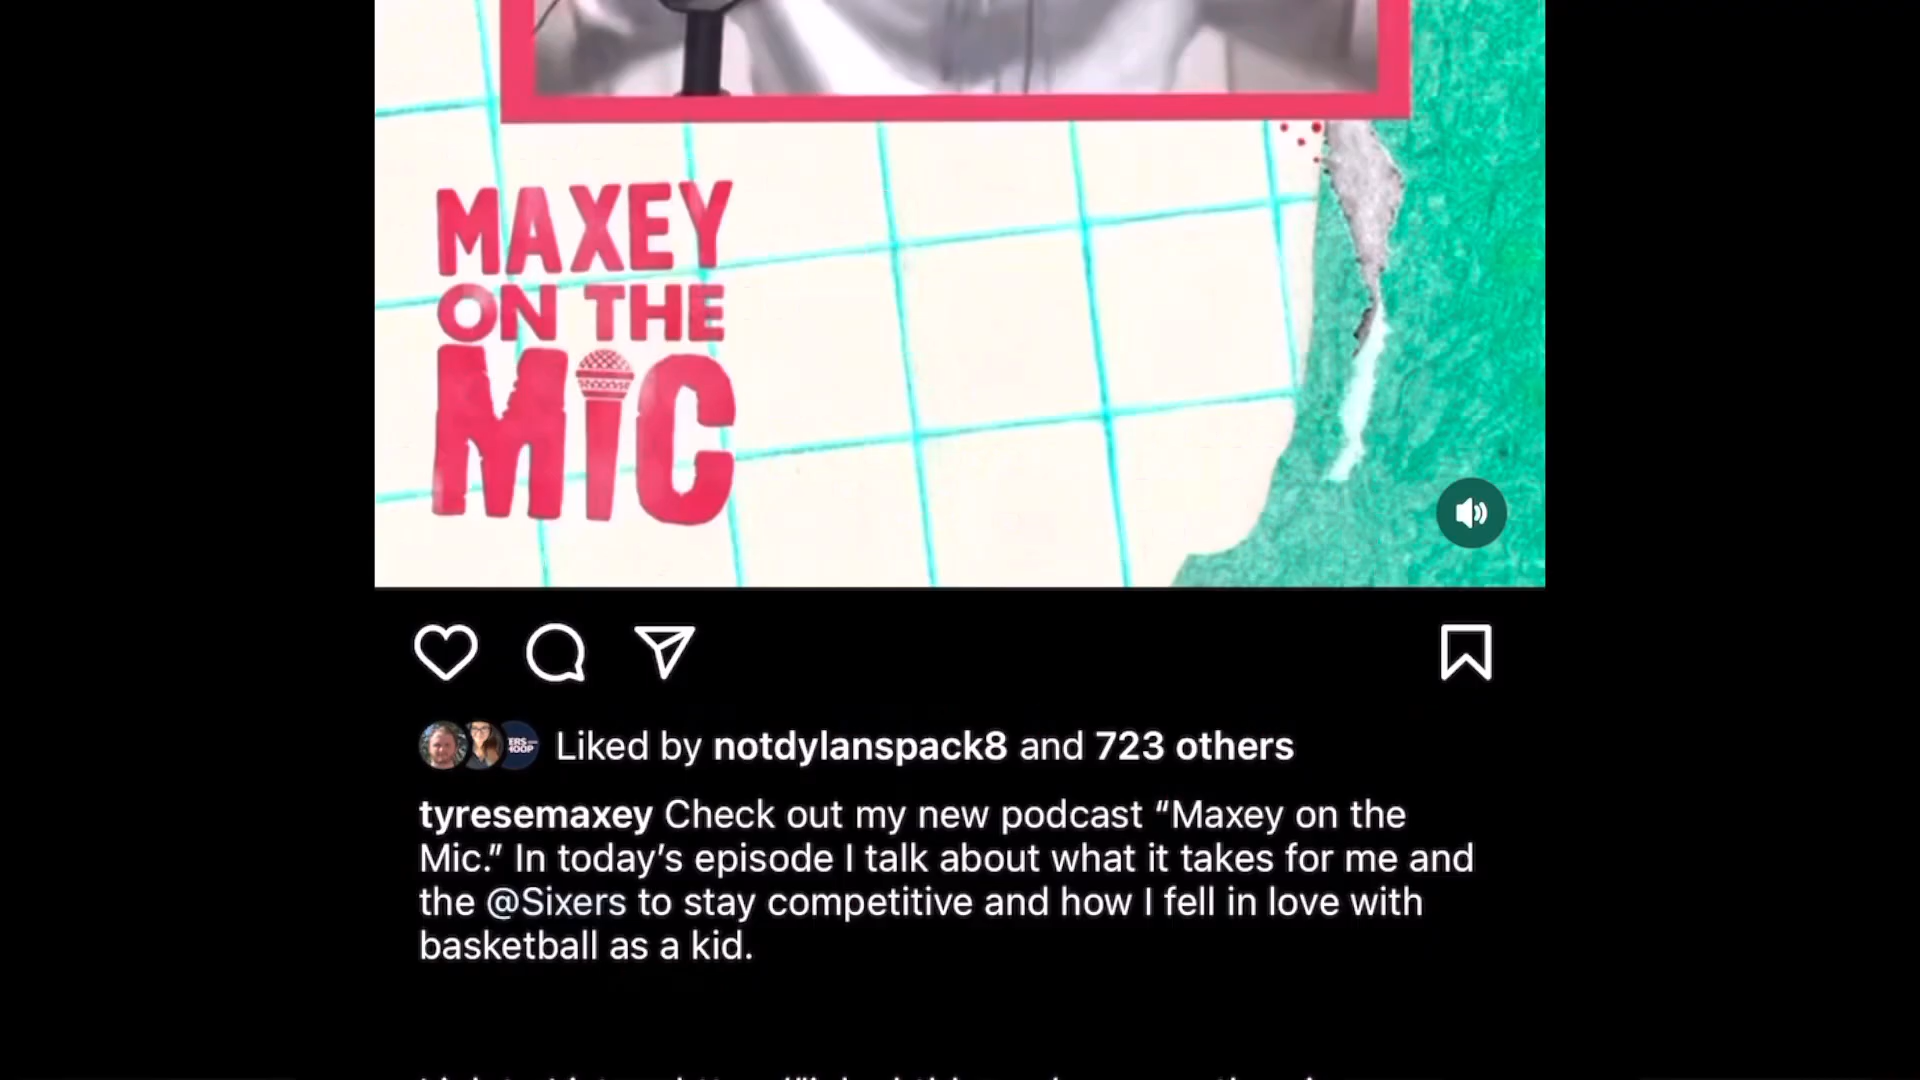 MAXEY
ON THE
MIC
Liked by notdylanspack8 and 723 others
tyresemaxey Check out my new podcast “Maxey on the
Mic.” In today’s episode I talk about what it takes for me and
the @Sixers to stay competitive and how I fell in love with
basketball as a kid.